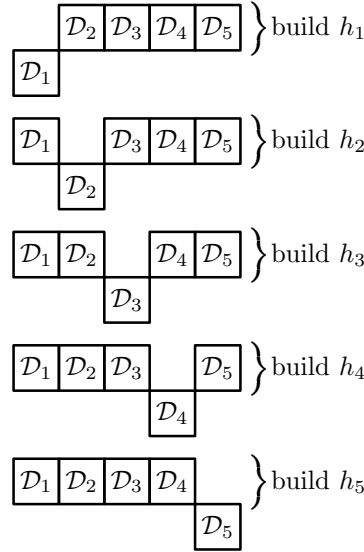 𝒟₂ 𝒟₃ 𝒟₄ 𝒟₅ } build h₁
𝒟₁
𝒟₁ 𝒟₃ 𝒟₄ 𝒟₅ } build h₂
𝒟₂
𝒟₁ 𝒟₂ 𝒟₄ 𝒟₅ } build h₃
𝒟₃
𝒟₁ 𝒟₂ 𝒟₃ 𝒟₅ } build h₄
𝒟₄
𝒟₁ 𝒟₂ 𝒟₃ 𝒟₄ } build h₅
𝒟₅